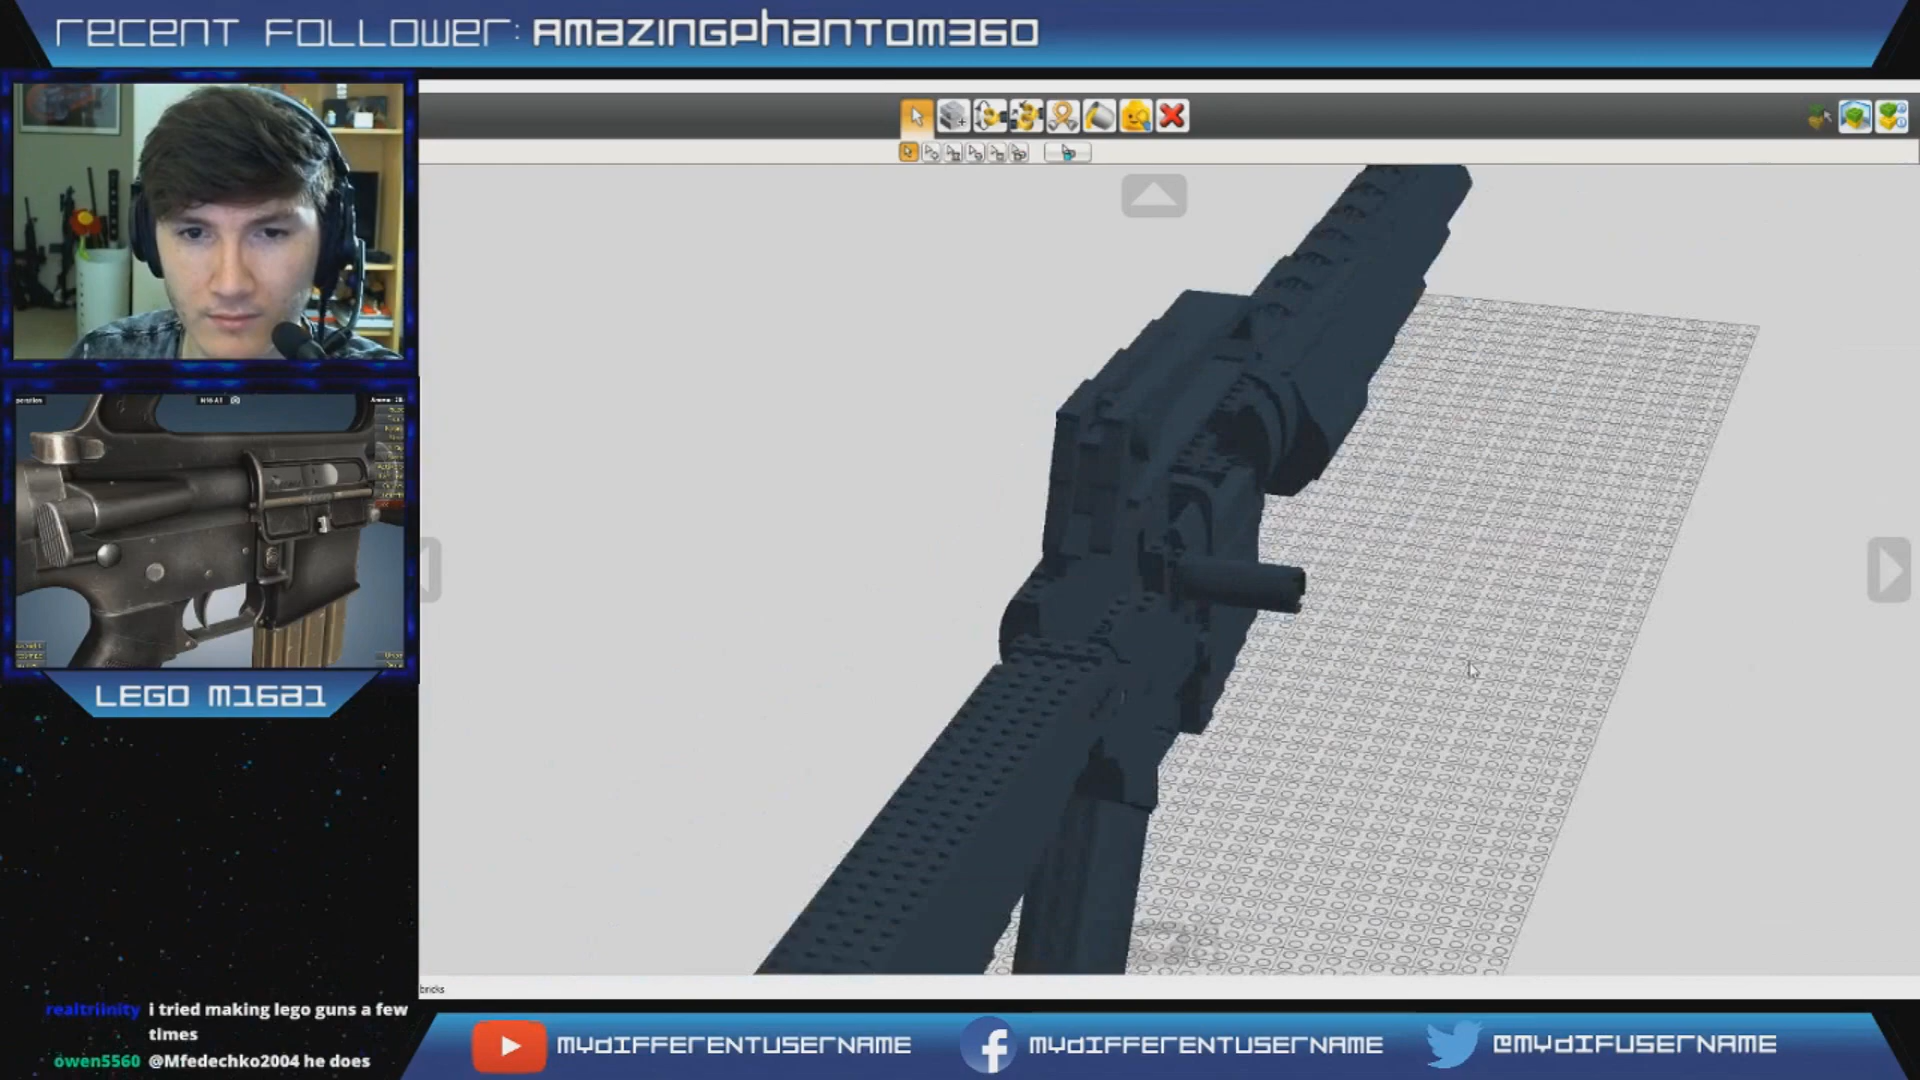 RECENT FOLLOWER: AMAZINGPHANTOM360
M16A1
LEGO M16A1
bricks
realtriinity i tried making lego guns a few
times
owen5560 @Mfedechko2004 he does
MYDIFFERENTUSERNAME
MYDIFFERENTUSERNAME
@MYDIFUSERNAME